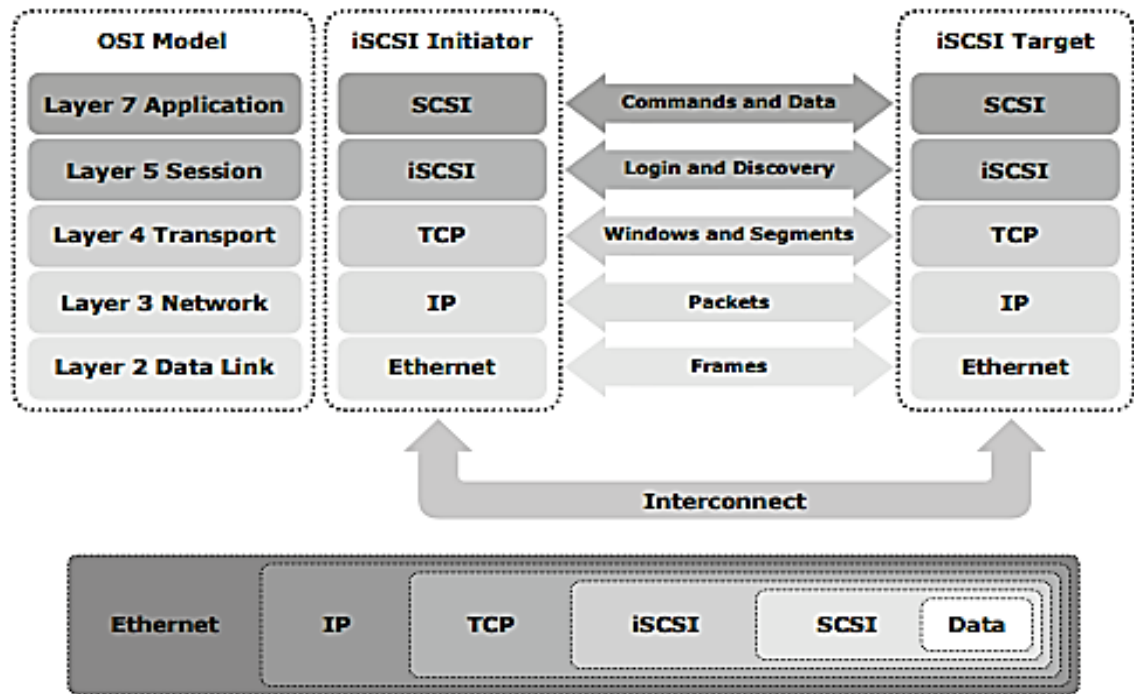 OSI Model
iSCSI Initiator
iSCSI Target
Layer 7 Application
SCSI
Commands and Data
SCSI
Layer 5 Session
iSCSI
Login and Discovery
iSCSI
Layer 4 Transport
TCP
Windows and Segments
TCP
Layer 3 Network
IP
Packets
IP
Layer 2 Data Link
Ethernet
Frames
Ethernet
Interconnect
Ethernet
IP
TCP
iSCSI
SCSI
Data